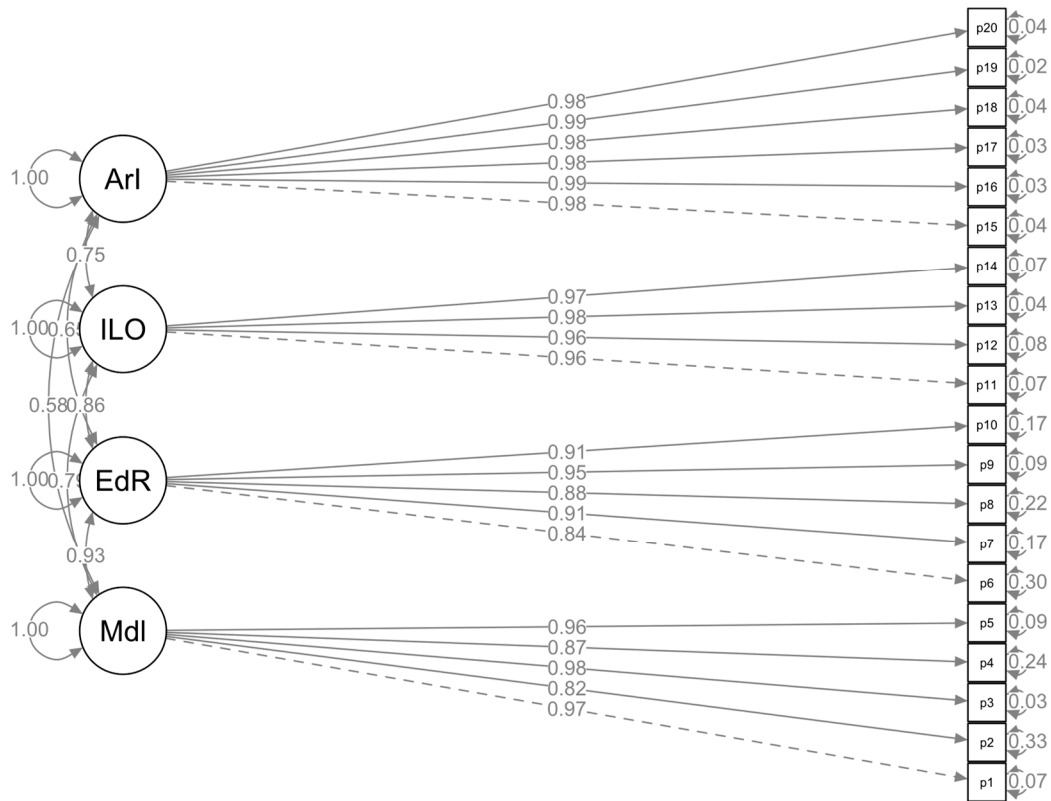 p20 0.04
p19 0.02
0.98
p18 0.04
0.99
0.98
p17 0.03
0.98
1.00 ArI
0.99
p16 0.03
0.98
p15 0.04
0.75
p14 0.07
0.97
p13 0.04
0.98
1.00 ILO
0.96
p12 0.08
0.96
p11 0.07
0.58 0.86
p10 0.17
0.91
p9 0.09
0.95
1.00 EdR
0.88
p8 0.22
0.91
0.84
p7 0.17
0.93
p6 0.30
p5 0.09
0.96
1.00 MdI
0.87
p4 0.24
0.98
0.82
p3 0.03
0.97
p2 0.33
p1 0.07